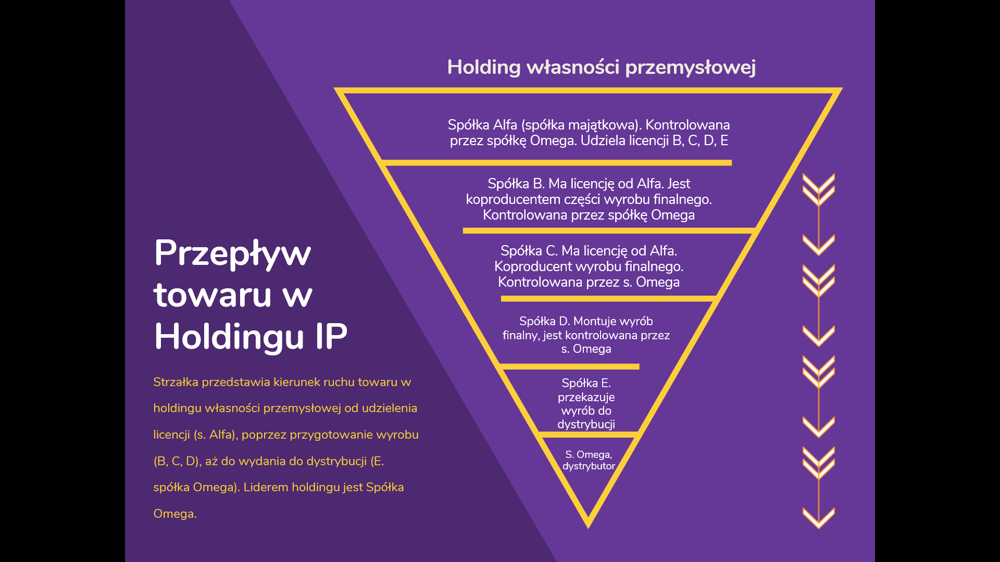 Holding własności przemysłowej
Spółka Alfa (spółka majątkowa). Kontrolowana
przez spółkę Omega. Udziela licencji B, C, D, E
Spółka B. Ma licencję od Alfa. Jest
koproducentem części wyrobu finalnego.
Kontrolowana przez spółkę Omega
Spółka C. Ma licencję od Alfa.
Koproducent wyrobu finalnego.
Kontrolowana przez s. Omega
Spółka D. Montuje wyrób
finalny, jest kontrolowana przez
s. Omega
Spółka E.
przekazuje
wyrób do
dystrybucji
S. Omega,
dystrybutor
Przepływ
towaru w
Holdingu IP
Strzałka przedstawia kierunek ruchu towaru w
holdingu własności przemysłowej od udzielenia
licencji (s. Alfa), poprzez przygotowanie wyrobu
(B, C, D), aż do wydania do dystrybucji (E.
spółka Omega). Liderem holdingu jest Spółka
Omega.